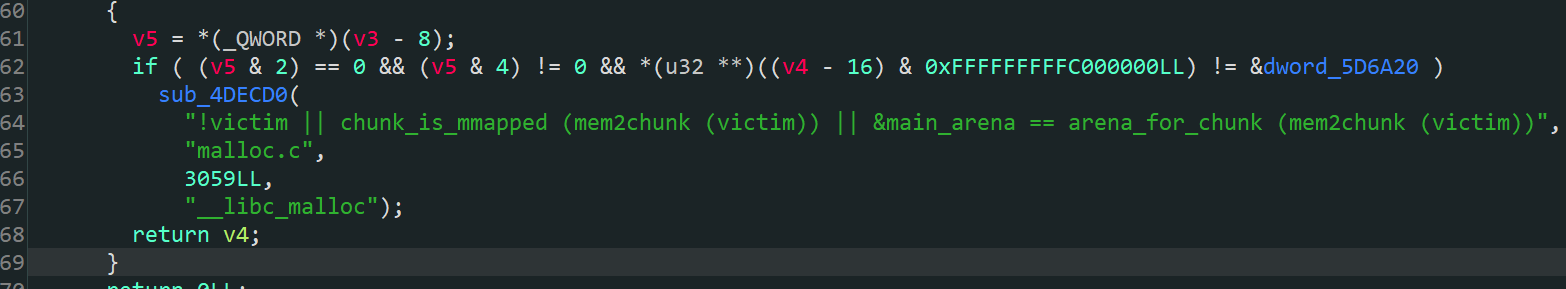 60 {
61 v5 = *(_QWORD *)(v3 - 8);
62 if ( (v5 & 2) == 0 && (v5 & 4) != 0 && *(u32 **)((v4 - 16) & 0xFFFFFFFFFC000000LL) != &dword_5D6A20 )
63 sub_4DECD0(
64 "!victim || chunk_is_mmapped (mem2chunk (victim)) || &main_arena == arena_for_chunk (mem2chunk (victim))",
65 "malloc.c",
66 3059LL,
67 "__libc_malloc");
68 return v4;
69 }
70 return 0LL;